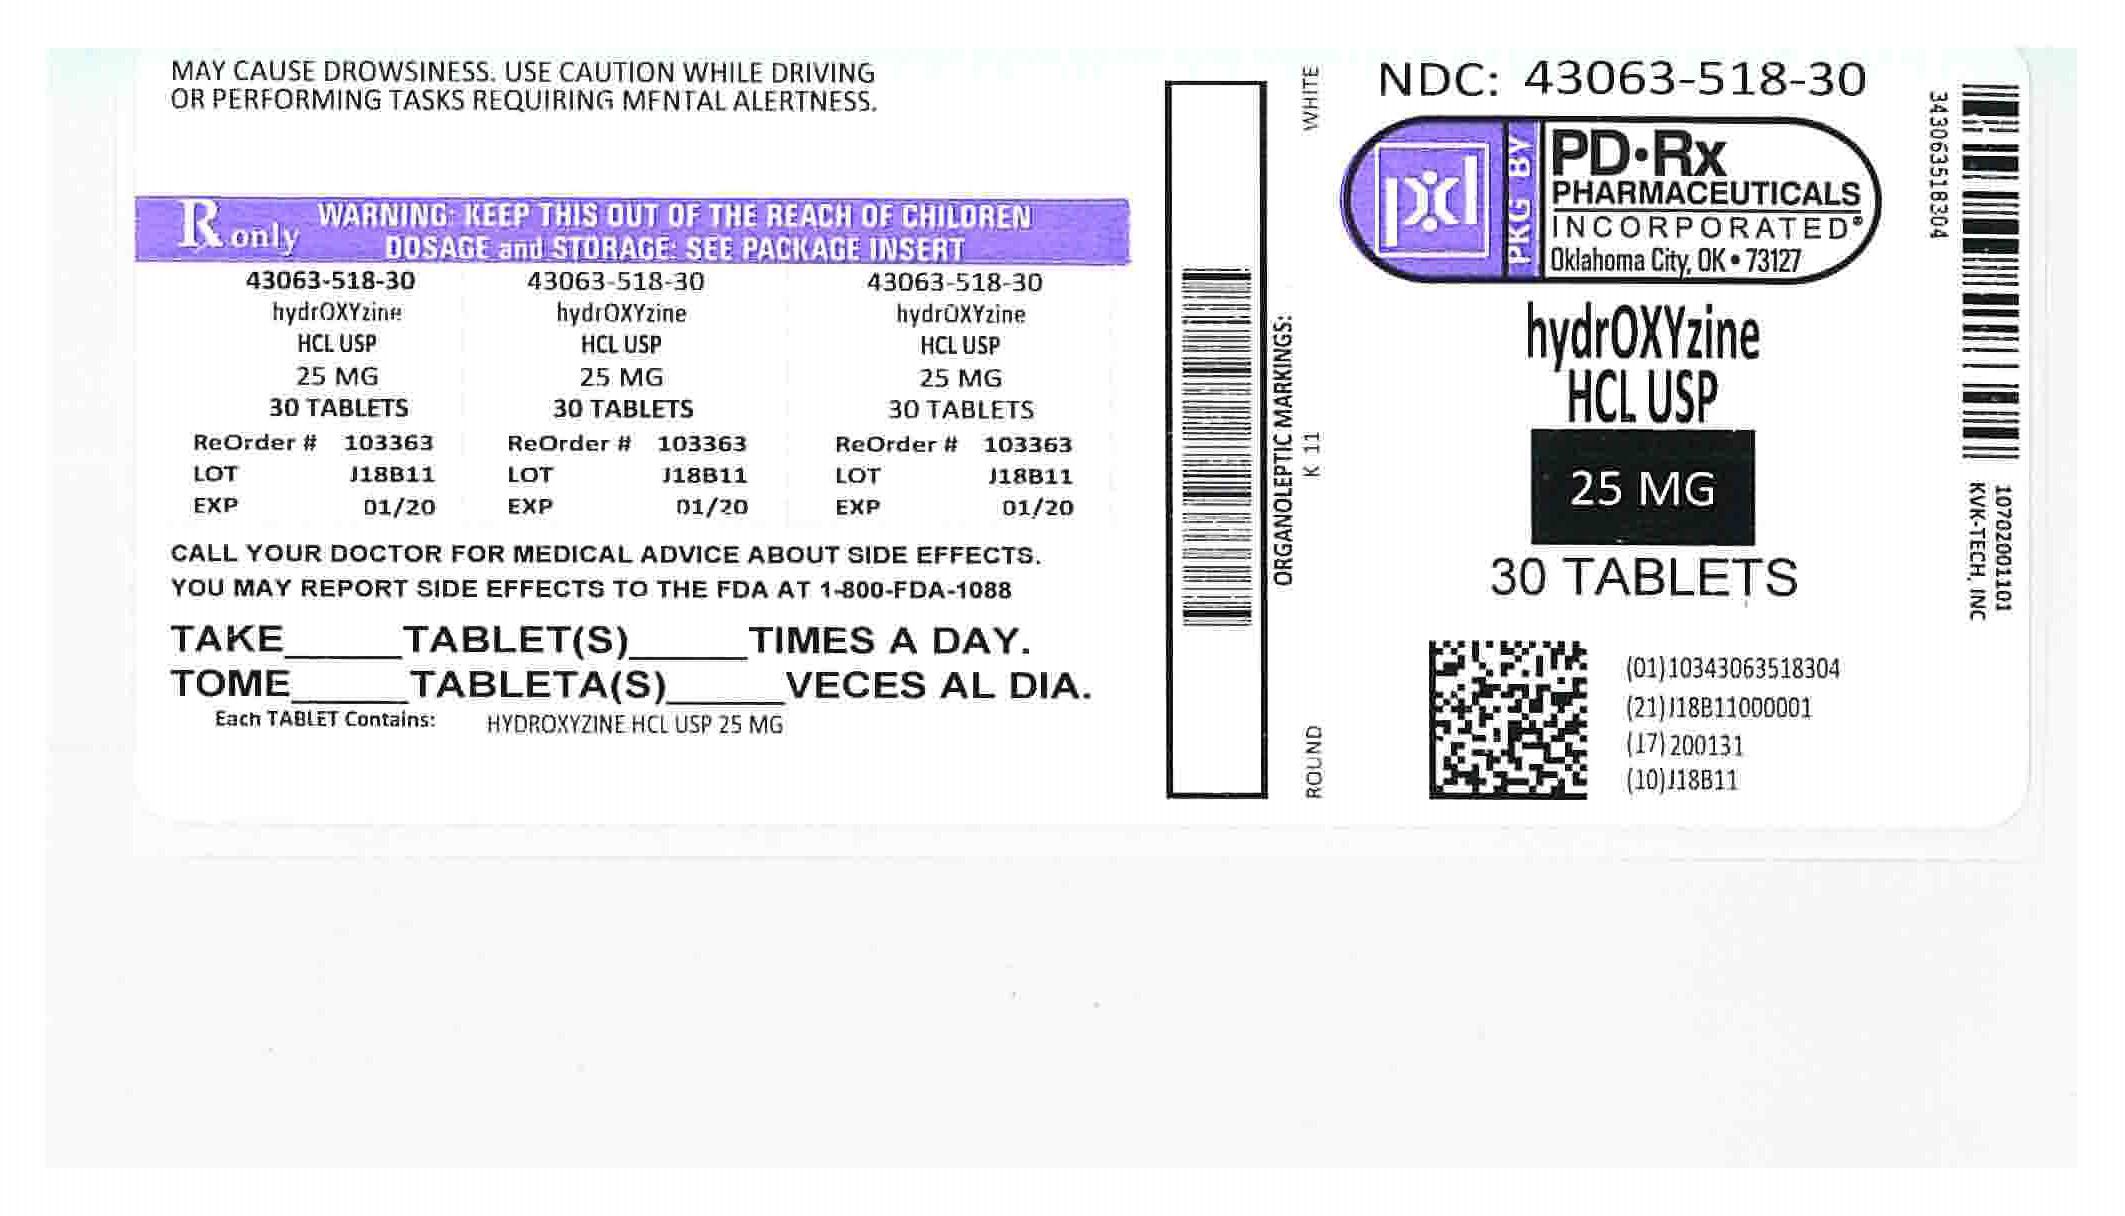 MAY CAUSE DROWSINESS. USE CAUTION WHILE DRIVING
OR PERFORMING TASKS REQUIRING MENTAL ALERTNESS.
R only
WARNING: KEEP THIS OUT OF THE REACH OF CHILDREN
DOSAGE and STORAGE: SEE PACKAGE INSERT
43063-518-30 43063-518-30 43063-518-30
hydrOXYzine hydrOXYzine hydrOXYzine
HCL USP HCL USP HCL USP
25 MG 25 MG 25 MG
30 TABLETS 30 TABLETS 30 TABLETS
ReOrder # 103363 ReOrder # 103363 ReOrder # 103363
LOT J18B11 LOT J18B11 LOT J18B11
EXP 01/20 EXP 01/20 EXP 01/20
CALL YOUR DOCTOR FOR MEDICAL ADVICE ABOUT SIDE EFFECTS.
YOU MAY REPORT SIDE EFFECTS TO THE FDA AT 1-800-FDA-1088
TAKE_____TABLET(S)_____TIMES A DAY.
TOME_____TABLETA(S)_____VECES AL DIA.
Each TABLET Contains: HYDROXYZINE HCL USP 25 MG
ORGANOLEPTIC MARKINGS:
ROUND K 11 WHITE
NDC: 43063-518-30
PKG BY
PD•Rx
PHARMACEUTICALS
INCORPORATED®
Oklahoma City, OK • 73127
hydrOXYzine
HCL USP
25 MG
30 TABLETS
(01)10343063518304
(21)J18B11000001
(17)200131
(10)J18B11
343063518304
10702001101
KVK-TECH, INC